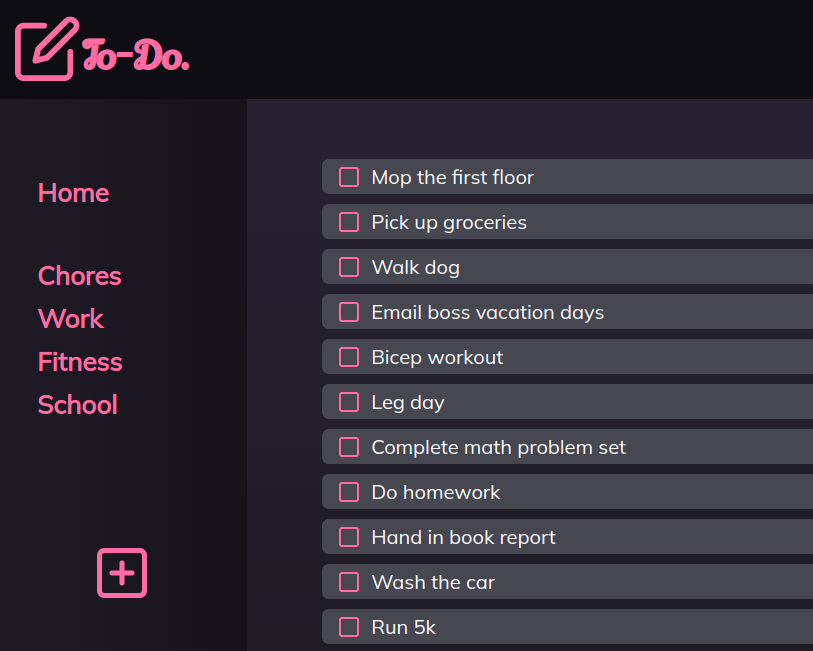 To-Do.
Home
Chores
Work
Fitness
School
Mop the first floor
Pick up groceries
Walk dog
Email boss vacation days
Bicep workout
Leg day
Complete math problem set
Do homework
Hand in book report
Wash the car
Run 5k